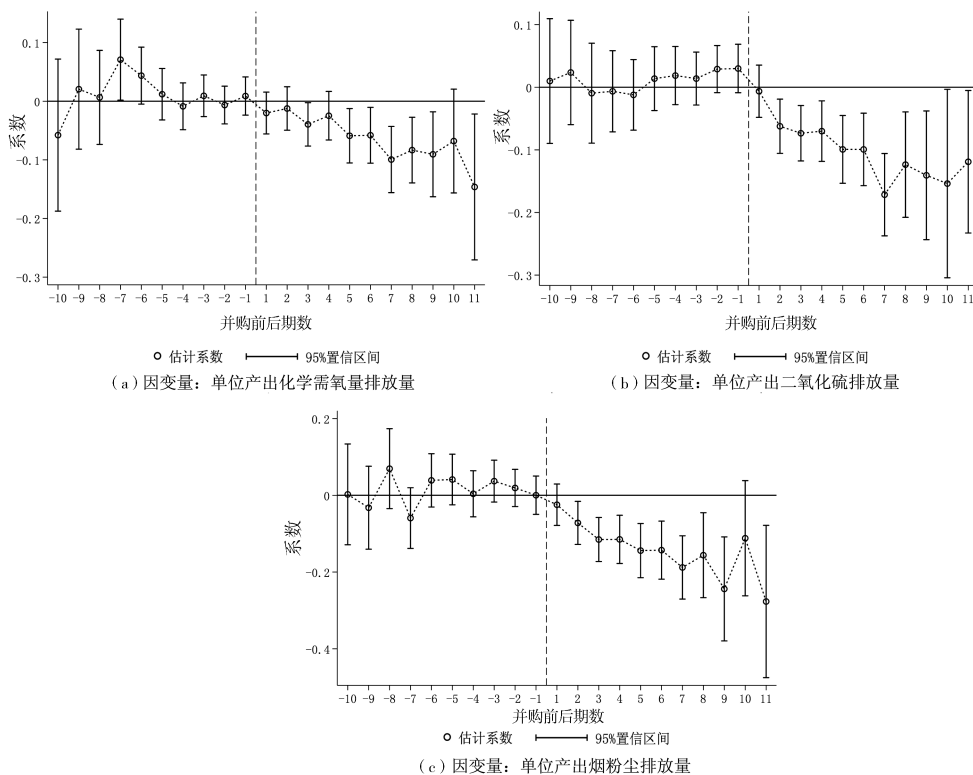 0.1
0
-0.1
-0.2
-0.3
系数
-10 -9 -8 -7 -6 -5 -4 -3 -2 -1 1 2 3 4 5 6 7 8 9 10 11
并购前后期数
估计系数 95%置信区间
（a）因变量：单位产出化学需氧量排放量
0.1
0
-0.1
-0.2
-0.3
系数
-10 -9 -8 -7 -6 -5 -4 -3 -2 -1 1 2 3 4 5 6 7 8 9 10 11
并购前后期数
估计系数 95%置信区间
（b）因变量：单位产出二氧化硫排放量
0.2
0
-0.2
-0.4
系数
-10 -9 -8 -7 -6 -5 -4 -3 -2 -1 1 2 3 4 5 6 7 8 9 10 11
并购前后期数
估计系数 95%置信区间
（c）因变量：单位产出烟粉尘排放量